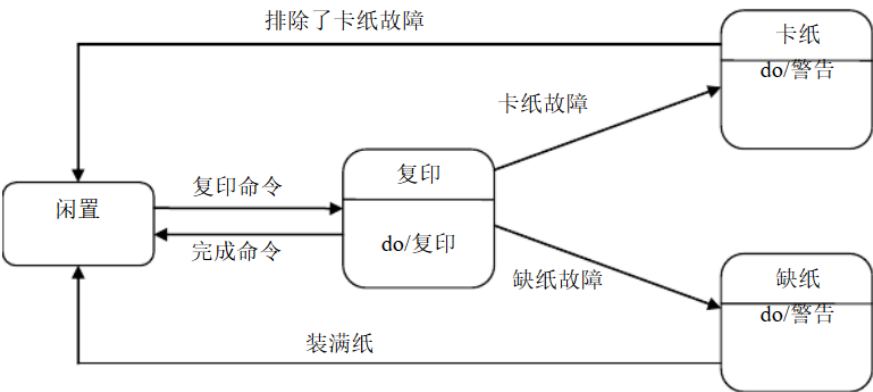 排除了卡纸故障
卡纸
do/警告
卡纸故障
复印命令
复印
闲置
do/复印
完成命令
缺纸故障
缺纸
do/警告
装满纸